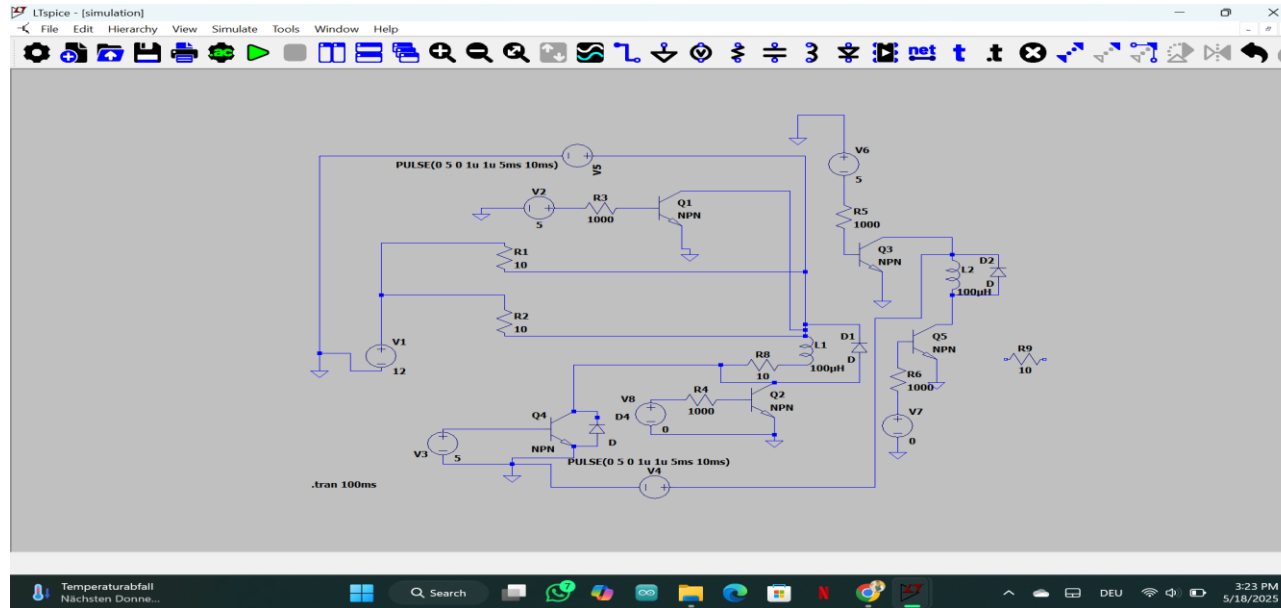 LTspice - [simulation]
File Edit Hierarchy View Simulate Tools Window Help
net t .t
PULSE(0 5 0 1u 1u 5ms 10ms)
V5
V6
5
V2
5
R3
1000
Q1
NPN
R5
1000
Q3
NPN
R1
10
D2
D
L2
100µH
R2
10
V1
12
L1
100µH
D1
D
Q5
NPN
R9
10
R8
10
R6
1000
R4
1000
Q2
NPN
V8
0
V7
0
Q4
NPN
D4
D
V3
5
PULSE(0 5 0 1u 1u 5ms 10ms)
V4
.tran 100ms
Temperaturabfall
Nächsten Donne...
Search
7
N
DEU
3:23 PM
5/18/2025